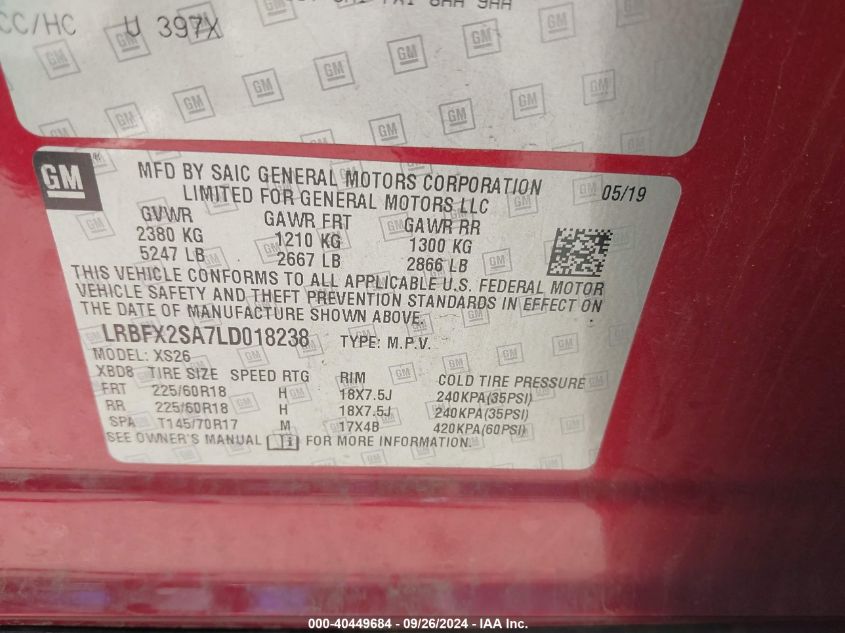 CC/HC U 397X
GM
MFD BY SAIC GENERAL MOTORS CORPORATION
LIMITED FOR GENERAL MOTORS LLC
05/19
GVWR GAWR FRT GAWR RR
2380 KG 1210 KG 1300 KG
5247 LB 2667 LB 2866 LB
THIS VEHICLE CONFORMS TO ALL APPLICABLE U.S. FEDERAL MOTOR
VEHICLE SAFETY AND THEFT PREVENTION STANDARDS IN EFFECT ON
THE DATE OF MANUFACTURE SHOWN ABOVE.
LRBFX2SA7LD018238 TYPE: M.P.V.
MODEL: XS26
XBD8 TIRE SIZE SPEED RTG RIM COLD TIRE PRESSURE
FRT 225/60R18 H 18X7.5J 240KPA(35PSI)
RR 225/60R18 H 18X7.5J 240KPA(35PSI)
SPA T145/70R17 M 17X4B 420KPA(60PSI)
SEE OWNER'S MANUAL FOR MORE INFORMATION.
000-40449684 - 09/26/2024 - IAA Inc.